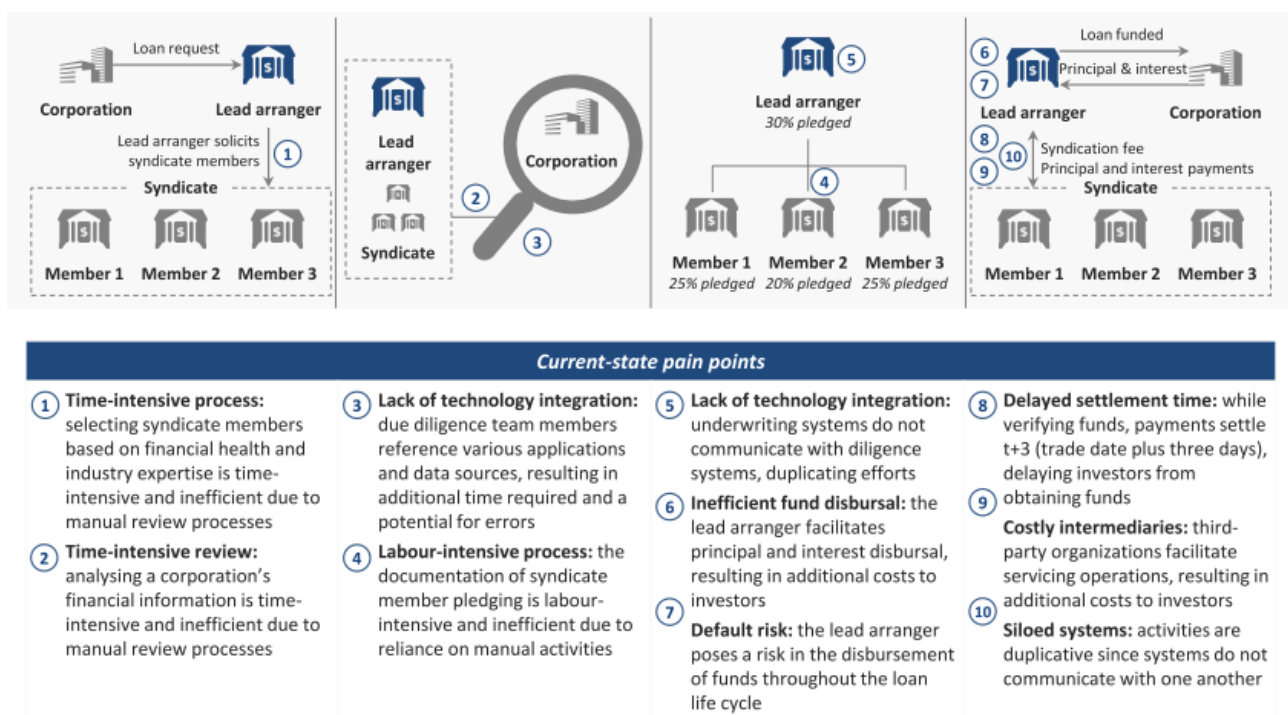 Loan request
Corporation
Lead arranger
Lead arranger solicits
syndicate members
1
Syndicate
$
$
$
$
Member 1
Member 2
Member 3
$
Lead
arranger
Syndicate
2
Corporation
3
$
5
Lead arranger
30% pledged
4
$
$
$
Member 1
Member 2
Member 3
25% pledged
20% pledged
25% pledged
6
7
$
Loan funded
Principal & interest
Lead arranger
Corporation
8
9
10
Syndication fee
Principal and interest payments
Syndicate
$
$
$
Member 1
Member 2
Member 3
Current-state pain points
1 Time-intensive process:
selecting syndicate members
based on financial health and
industry expertise is time-
intensive and inefficient due to
manual review processes
2 Time-intensive review:
analysing a corporation's
financial information is time-
intensive and inefficient due to
manual review processes
3 Lack of technology integration:
due diligence team members
reference various applications
and data sources, resulting in
additional time required and a
potential for errors
4 Labour-intensive process: the
documentation of syndicate
member pledging is labour-
intensive and inefficient due to
reliance on manual activities
5 Lack of technology integration:
underwriting systems do not
communicate with diligence
systems, duplicating efforts
6 Inefficient fund disbursal: the
lead arranger facilitates
principal and interest disbursal,
resulting in additional costs to
investors
7
Default risk: the lead arranger
poses a risk in the disbursement
of funds throughout the loan
life cycle
8 Delayed settlement time: while
verifying funds, payments settle
t+3 (trade date plus three days),
delaying investors from
obtaining funds
9
Costly intermediaries: third-
party organizations facilitate
servicing operations, resulting in
additional costs to investors
10
Siloed systems: activities are
duplicative since systems do not
communicate with one another